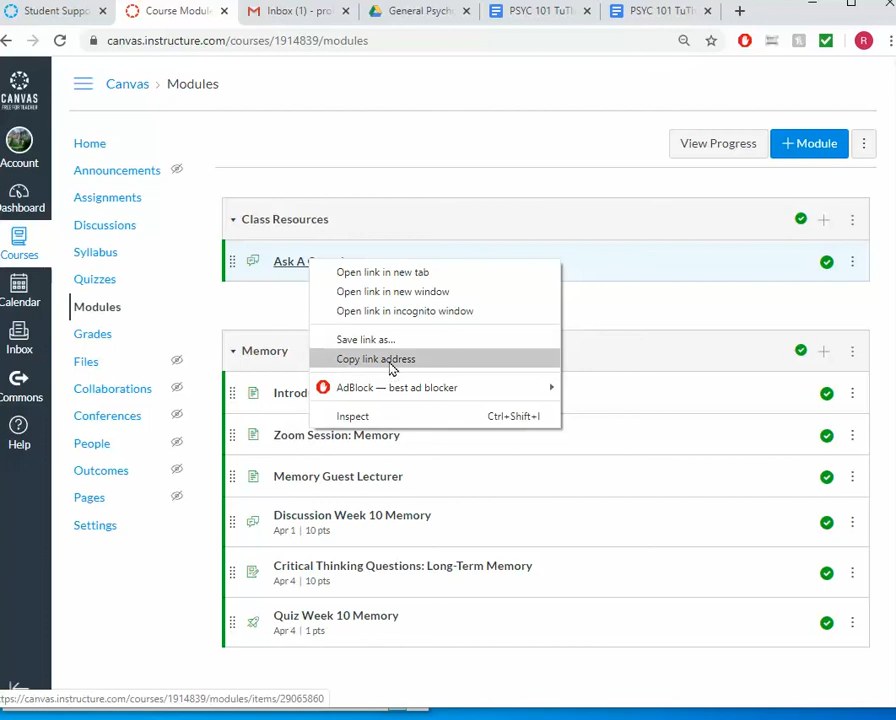 Student Suppo
Course Module
Inbox (1) - pro
General Psych
PSYC 101 TuTh
PSYC 101 TuTh
canvas.instructure.com/courses/1914839/modules
R
CANVAS
FREE FOR TEACHER
Account
Dashboard
Courses
Calendar
Inbox
Commons
Help
Canvas › Modules
Home
Announcements
Assignments
Discussions
Syllabus
Quizzes
Modules
Grades
Files
Collaborations
Conferences
People
Outcomes
Pages
Settings
View Progress
+ Module
Class Resources
Ask A
Open link in new tab
Open link in new window
Open link in incognito window
Save link as...
Copy link address
AdBlock — best ad blocker
Inspect Ctrl+Shift+I
Memory
Introd
Zoom Session: Memory
Memory Guest Lecturer
Discussion Week 10 Memory
Apr 1 | 10 pts
Critical Thinking Questions: Long-Term Memory
Apr 4 | 10 pts
Quiz Week 10 Memory
Apr 4 | 1 pts
ttps://canvas.instructure.com/courses/1914839/modules/items/29065860